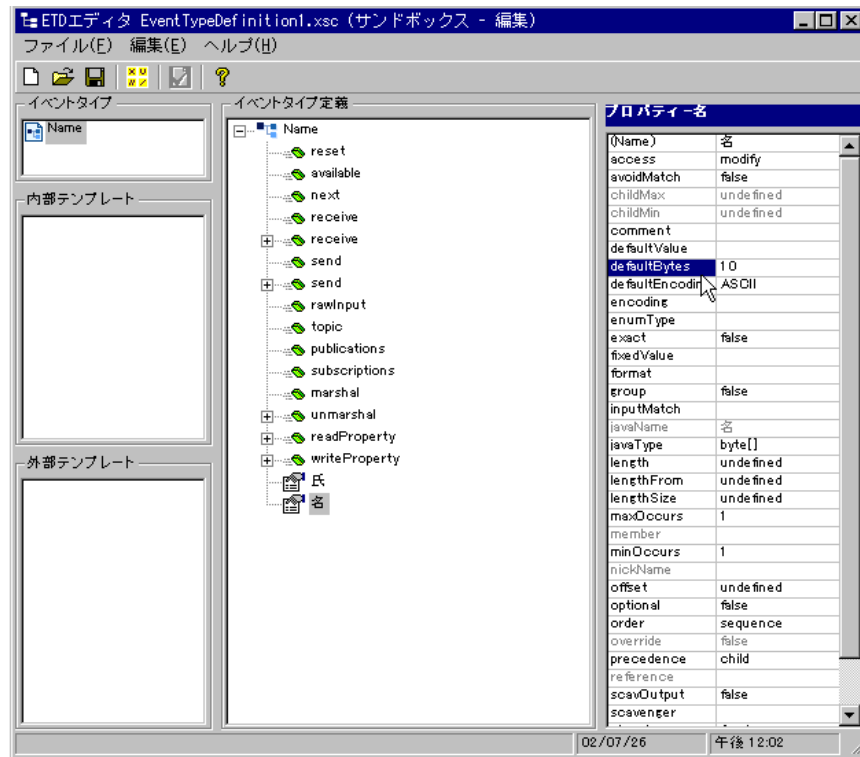 ETDエディタ EventTypeDefinition1.xsc (サンドボックス - 編集)
ファイル(F) 編集(E) ヘルプ(H)
イベントタイプ
Name
内部テンプレート
外部テンプレート
イベントタイプ定義
Name
reset
available
next
receive
receive
send
send
rawInput
topic
publications
subscriptions
marshal
unmarshal
readProperty
writeProperty
氏
名
プロパティー名
(Name) 名
access modify
avoidMatch false
childMax undefined
childMin undefined
comment
defaultValue
defaultBytes 10
defaultEncodin ASCII
encoding
enumType
exact false
fixedValue
format
group false
inputMatch
javaName 名
javaType byte[]
length undefined
lengthFrom undefined
lengthSize undefined
maxOccurs 1
member
minOccurs 1
nickName
offset undefined
optional false
order sequence
override false
precedence child
reference
scavOutput false
scavenger
02/07/26 午後 12:02